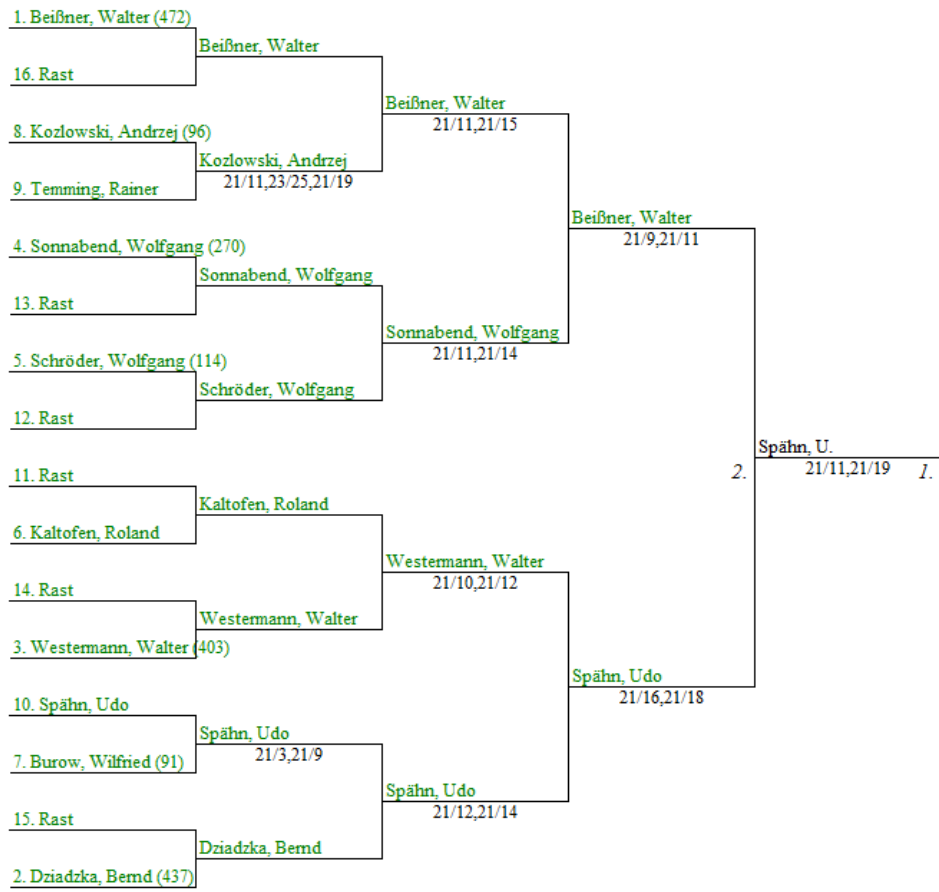 1. Beißner, Walter (472)
Beißner, Walter
16. Rast
Beißner, Walter
21/11,21/15
8. Kozlowski, Andrzej (96)
Kozlowski, Andrzej
21/11,23/25,21/19
9. Temming, Rainer
Beißner, Walter
21/9,21/11
4. Sonnabend, Wolfgang (270)
Sonnabend, Wolfgang
13. Rast
Sonnabend, Wolfgang
21/11,21/14
5. Schröder, Wolfgang (114)
Schröder, Wolfgang
12. Rast
Spähn, U.
21/11,21/19
2.
1.
11. Rast
Kaltofen, Roland
6. Kaltofen, Roland
Westermann, Walter
21/10,21/12
14. Rast
Westermann, Walter
3. Westermann, Walter (403)
Spähn, Udo
21/16,21/18
10. Spähn, Udo
Spähn, Udo
21/3,21/9
7. Burow, Wilfried (91)
Spähn, Udo
21/12,21/14
15. Rast
Dziadzka, Bernd
2. Dziadzka, Bernd (437)